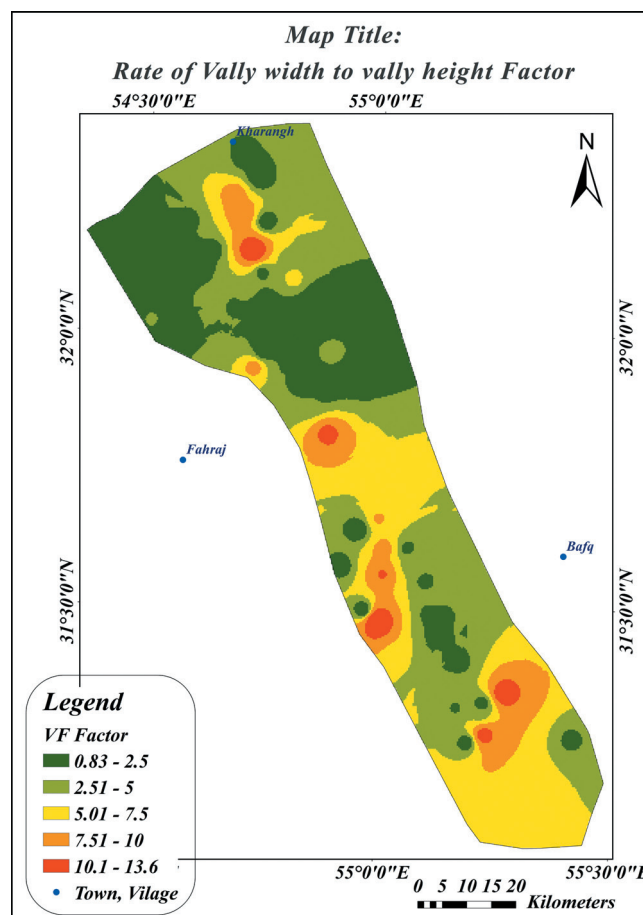 Map Title:
Rate of Vally width to vally height Factor
54°30'0"E
55°0'0"E
Kharangh
N
32°0'0"N
32°0'0"N
Fahraj
Bafq
31°30'0"N
31°30'0"N
Legend
VF Factor
0.83 - 2.5
2.51 - 5
5.01 - 7.5
7.51 - 10
10.1 - 13.6
Town, Vilage
55°0'0"E
55°30'0"E
0 5 10 15 20
Kilometers